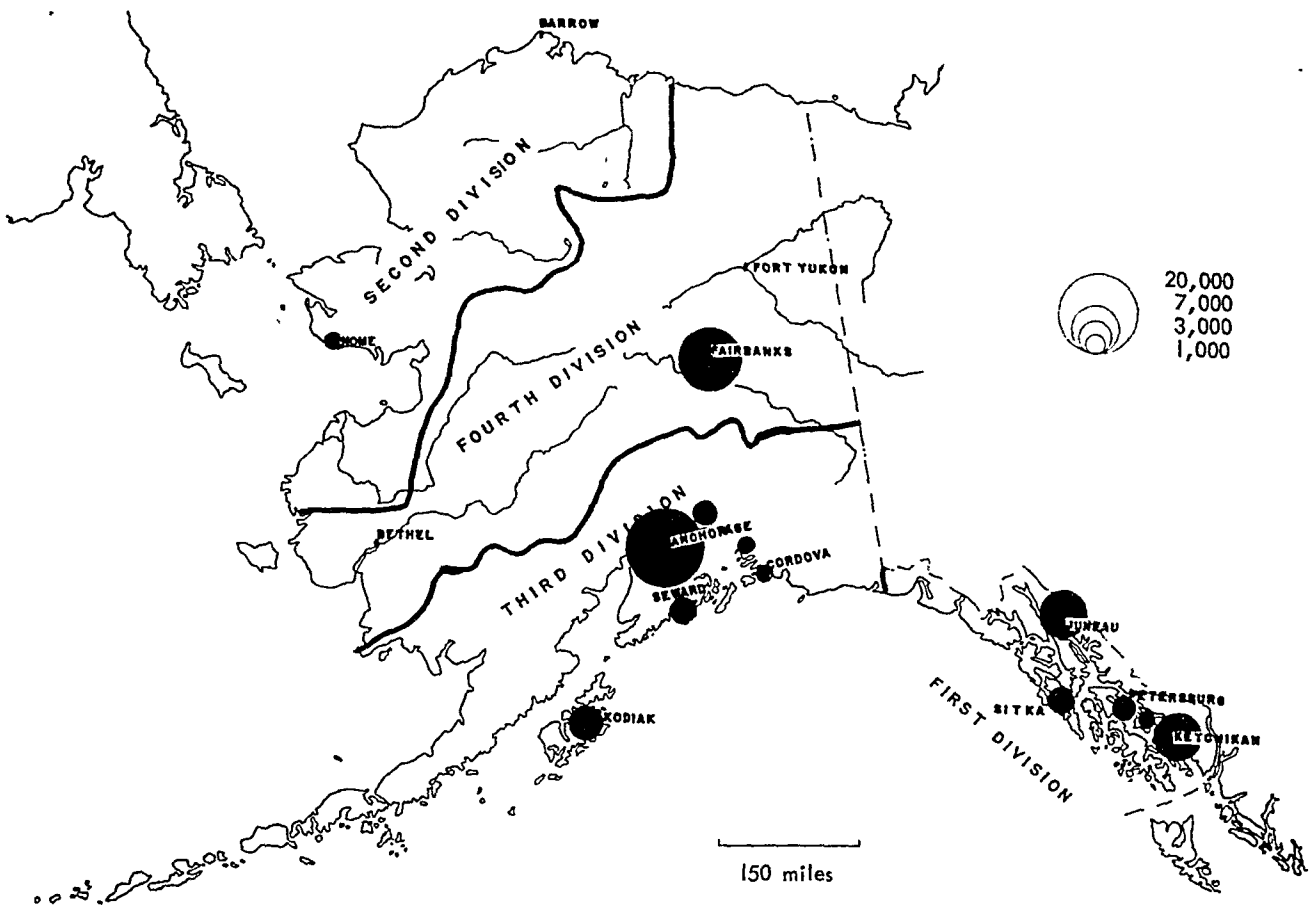 BARROW
SECOND DIVISION
FORT YUKON
20,000
7,000
3,000
1,000
NOME
FAIRBANKS
FOURTH DIVISION
BETHEL
THIRD DIVISION
ANCHORAGE
CORDOVA
SEWARD
JUNEAU
KODIAK
SITKA
PETERSBURG
KETCHIKAN
FIRST DIVISION
150 miles